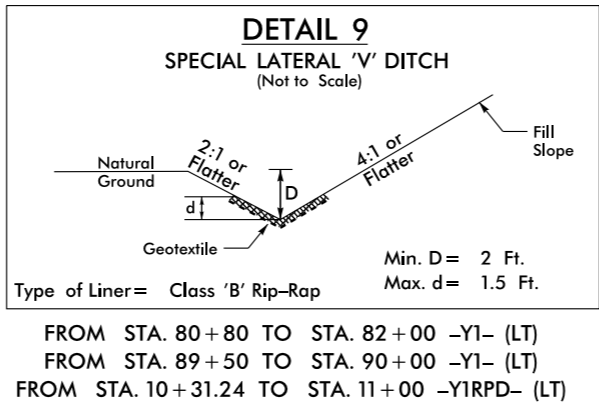 DETAIL 9
SPECIAL LATERAL 'V' DITCH
(Not to Scale)
Natural
Ground
2:1 or
Flatter
D
d
4:1 or
Flatter
Fill
Slope
Geotextile
Min. D= 2 Ft.
Max. d= 1.5 Ft.
Type of Liner= Class 'B' Rip-Rap
FROM STA. 80+80 TO STA. 82+00 -Y1- (LT)
FROM STA. 89+50 TO STA. 90+00 -Y1- (LT)
FROM STA. 10+31.24 TO STA. 11+00 -Y1RPD- (LT)